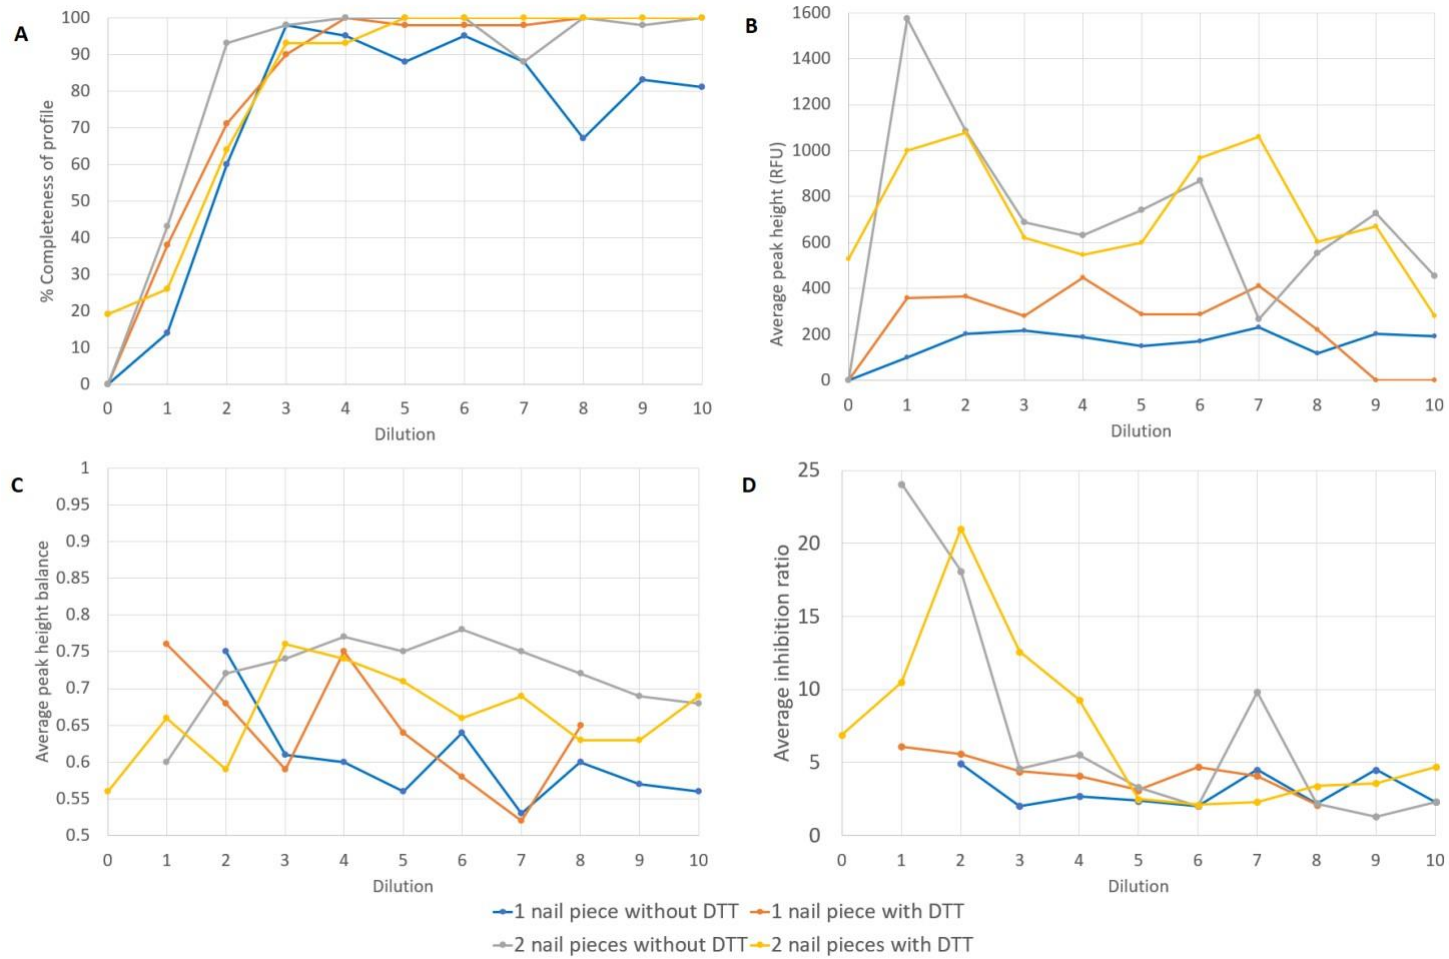 A
% Completeness of profile
100
90
80
70
60
50
40
30
20
10
0
0 1 2 3 4 5 6 7 8 9 10
Dilution
B
Average peak height (RFU)
1600
1400
1200
1000
800
600
400
200
0
0 1 2 3 4 5 6 7 8 9 10
Dilution
C
Average peak height balance
1
0.95
0.9
0.85
0.8
0.75
0.7
0.65
0.6
0.55
0.5
0 1 2 3 4 5 6 7 8 9 10
Dilution
D
Average inhibition ratio
25
20
15
10
5
0
0 1 2 3 4 5 6 7 8 9 10
Dilution
1 nail piece without DTT 1 nail piece with DTT
2 nail pieces without DTT 2 nail pieces with DTT